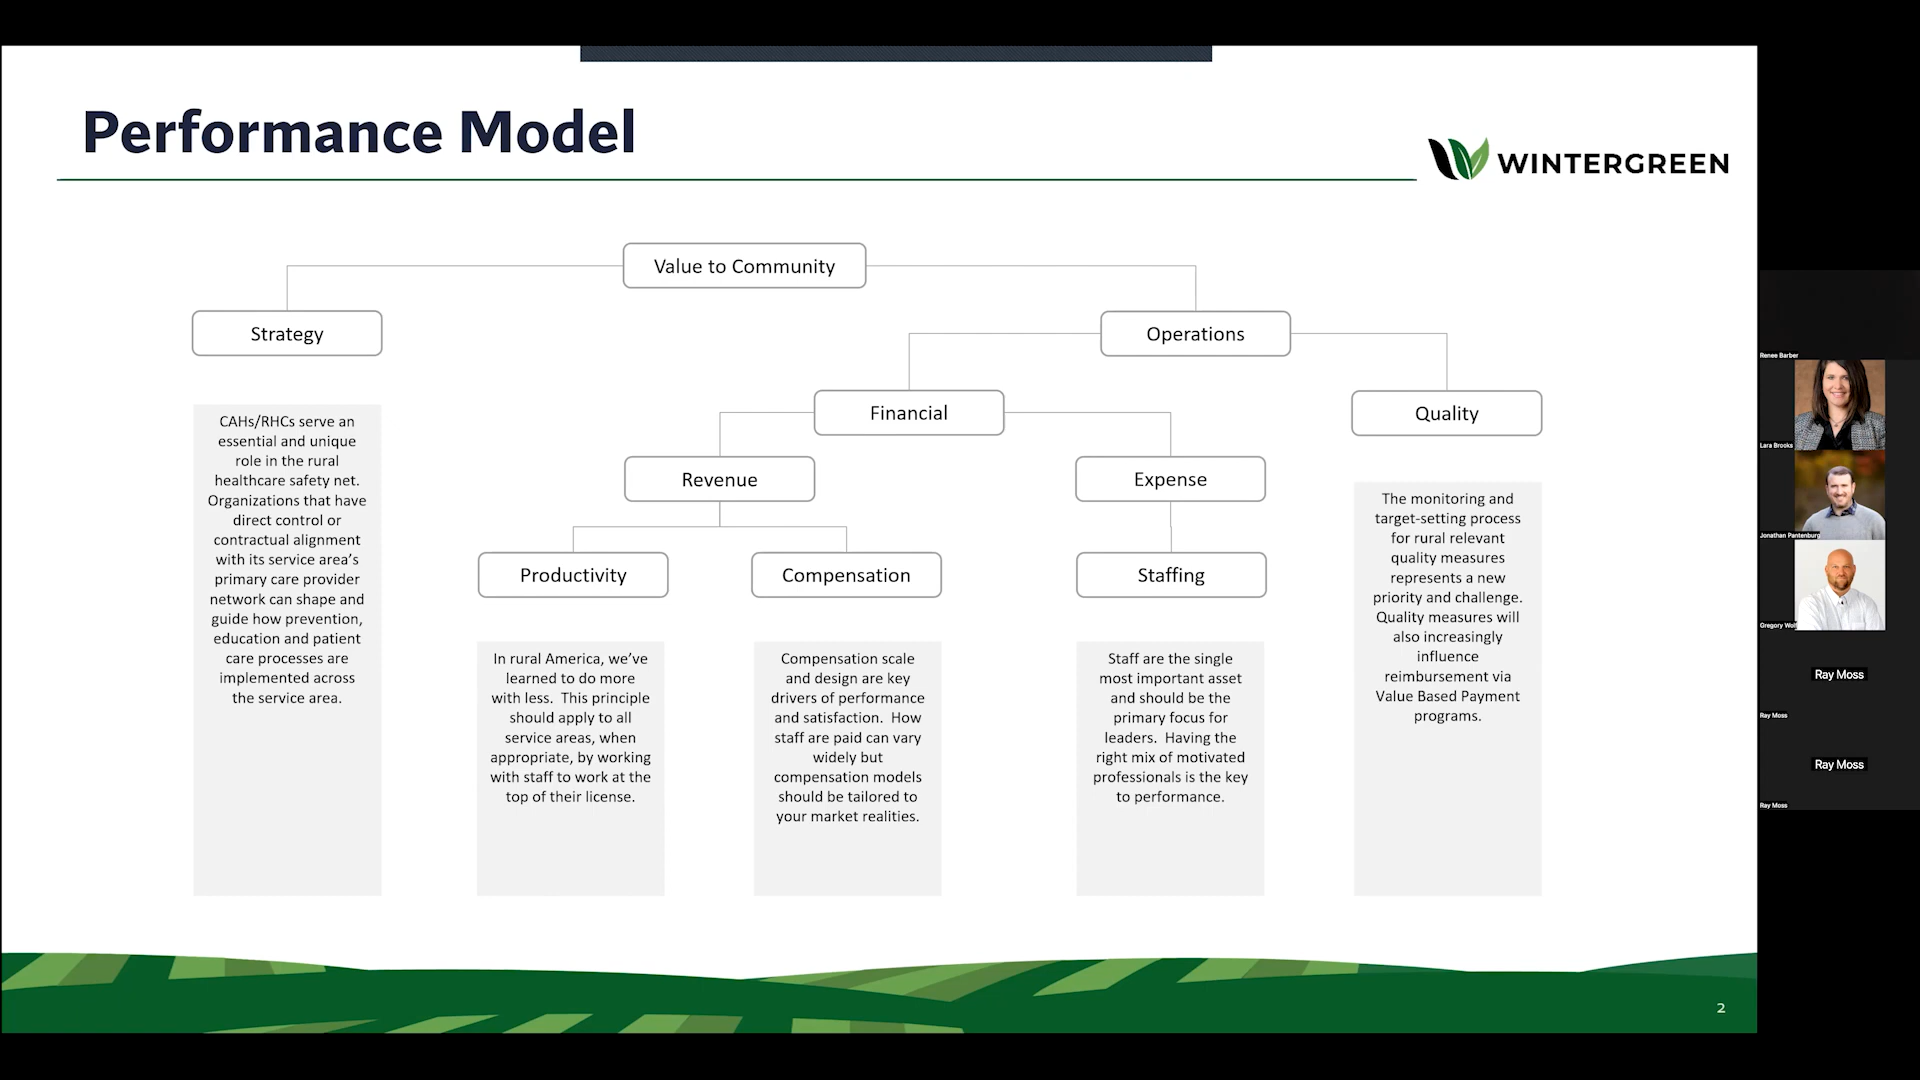 Performance Model
WINTERGREEN
Value to Community
Strategy
Operations
Financial
Quality
Revenue
Expense
Productivity
Compensation
Staffing
CAHs/RHCs serve an
essential and unique
role in the rural
healthcare safety net.
Organizations that have
direct control or
contractual alignment
with its service area's
primary care provider
network can shape and
guide how prevention,
education and patient
care processes are
implemented across
the service area.
In rural America, we've
learned to do more
with less.  This principle
should apply to all
service areas, when
appropriate, by working
with staff to work at the
top of their license.
Compensation scale
and design are key
drivers of performance
and satisfaction.  How
staff are paid can vary
widely but
compensation models
should be tailored to
your market realities.
Staff are the single
most important asset
and should be the
primary focus for
leaders.  Having the
right mix of motivated
professionals is the key
to performance.
The monitoring and
target-setting process
for rural relevant
quality measures
represents a new
priority and challenge.
Quality measures will
also increasingly
influence
reimbursement via
Value Based Payment
programs.
2
Renee Barber
Lara Brooks
Jonathan Pantenburg
Gregory Wolf
Ray Moss
Ray Moss
Ray Moss
Ray Moss